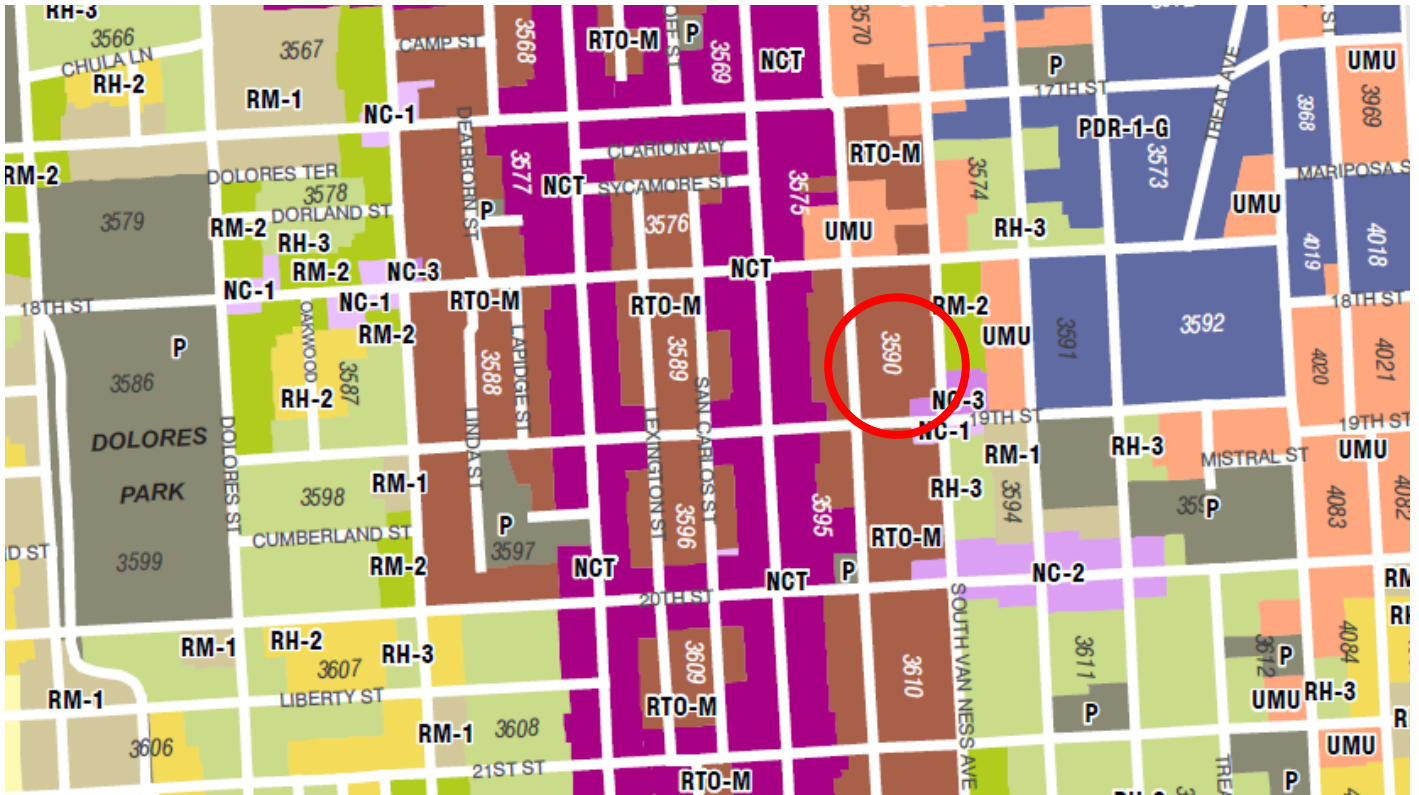 RH-3
3566
CHULA LN
RH-2
3567
RM-1
CAMP ST
NC-1
3568
RTO-M
P
3569
NCT
3570
P
17TH ST
TREAT AVE
UMU
3968
3969
PDR-1-G
RM-2
DOLORES TER
3578
DORLAND ST
3579
RM-2
RH-3
RM-2
NC-1
NC-1
NC-3
DEARBORN ST
3577
P
CLARION ALY
NCT
SYCAMORE ST
3576
3575
RTO-M
UMU
3574
RH-3
3573
UMU
MARIPOSA S
4019
4018
NCT
18TH ST
P
OAKWOOD
RM-2
RTO-M
RTO-M
RM-2
UMU
3591
3592
18TH ST
3586
RH-2
3587
3588
LAPIDGE ST
3589
3590
4020
4021
DOLORES
PARK
DOLORES ST
LINDA ST
LEXINGTON ST
SAN CARLOS ST
NC-3
19TH ST
NC-1
RM-1
RH-3
MISTRAL ST
19TH ST
UMU
3598
RM-1
RH-3
3594
P
4083
4082
CUMBERLAND ST
P
3597
3596
3595
RTO-M
3599
RM-2
NCT
NCT
P
NC-2
20TH ST
SOUTH VAN NESS AVE
RM-1
RH-2
3607
RH-3
3609
3610
3611
3612
P
4084
RM-1
LIBERTY ST
RTO-M
UMU
RH-3
P
3606
RM-1
3608
UMU
21ST ST
RTO-M
P